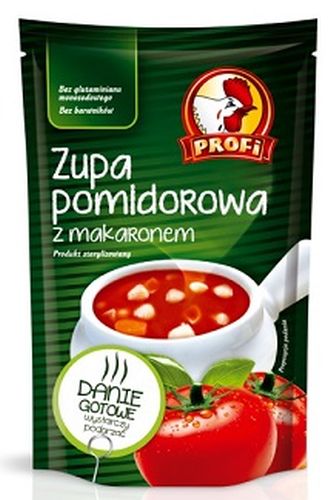 Bez glutaminianu
monosodowego
Bez barwników
PROFI
Zupa
pomidorowa
z makaronem
Produkt sterylizowany
Propozycja podania
DANIE
GOTOWE
wystarczy
podgrzać